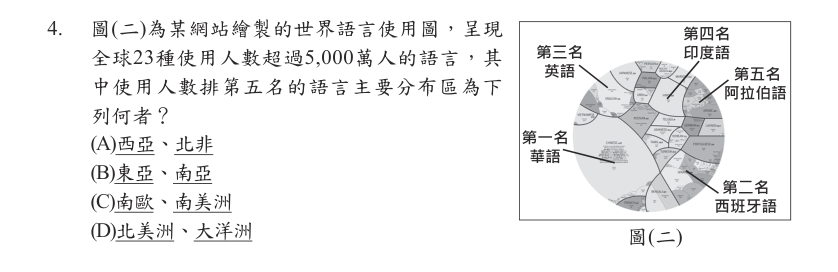 4. 圖(二)為某網站繪製的世界語言使用圖，呈現
全球23種使用人數超過5,000萬人的語言，其
中使用人數排第五名的語言主要分布區為下
列何者？
(A)西亞、北非
(B)東亞、南亞
(C)南歐、南美洲
(D)北美洲、大洋洲
第四名
印度語
第三名
英語
第五名
阿拉伯語
第一名
華語
第二名
西班牙語
圖(二)